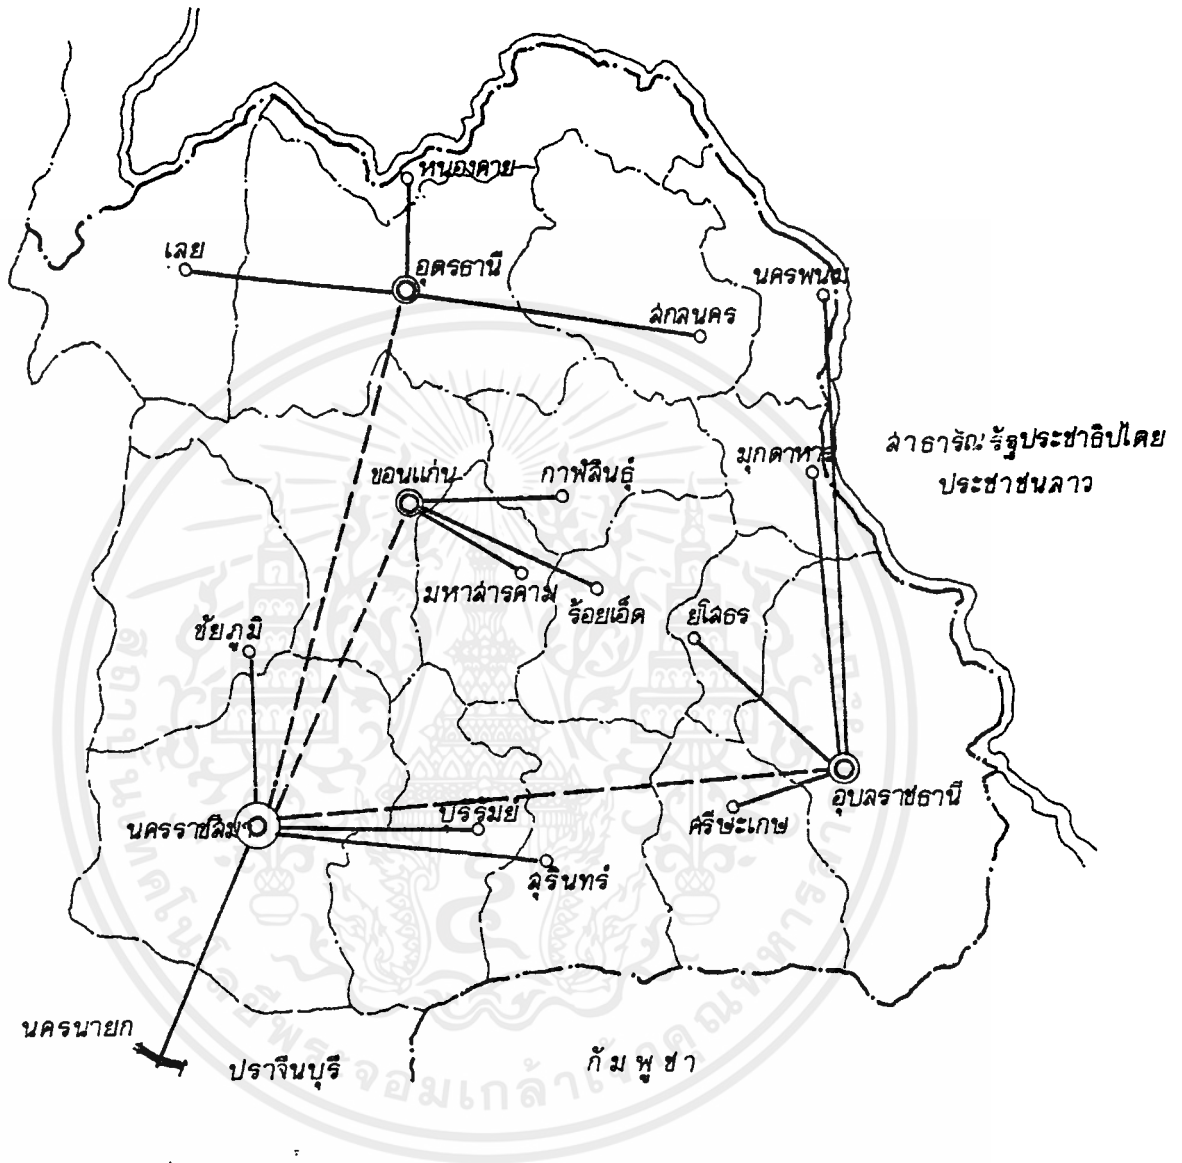 หนองคาย
เลย
อุดรธานี
นครพนม
สกลนคร
สาธารณรัฐประชาธิปไตย
ประชาชนลาว
มุกดาหาร
ขอนแก่น
กาฬสินธุ์
มหาสารคาม
ร้อยเอ็ด
ยโสธร
ชัยภูมิ
อุบลราชธานี
นครราชสิมา
บุรีรัมย์
ศรีษะเกษ
สุรินทร์
นครนายก
ปราจีนบุรี
กัมพูชา